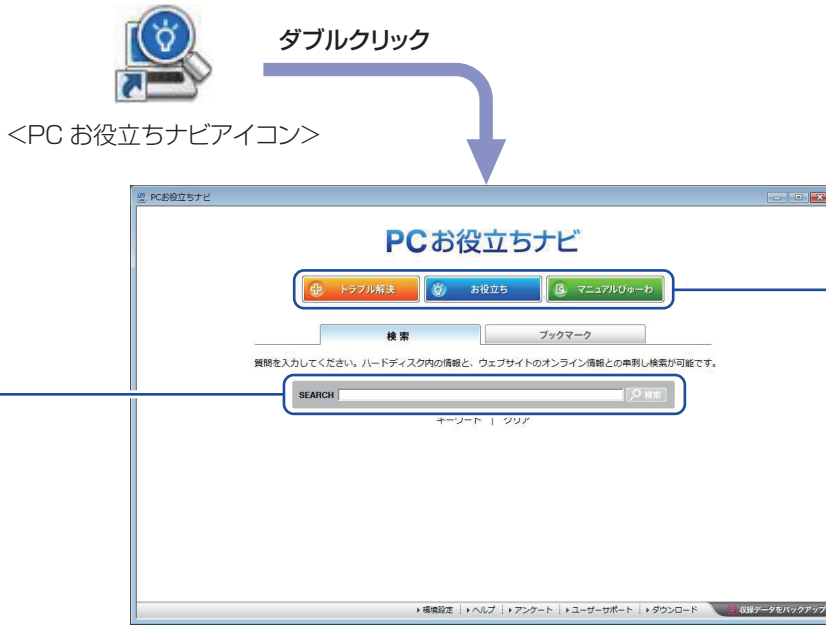 ダブルクリック
<PC お役立ちナビアイコン>
PCお役立ちナビ
PCお役立ちナビ
トラブル解決 お役立ち マニュアルびゅーわ
検索 ブックマーク
質問を入力してください。ハードディスク内の情報と、ウェブサイトのオンライン情報との串刺し検索が可能です。
SEARCH 検索
キーワード | クリア
環境設定 ヘルプ アンケート ユーザーサポート ダウンロード 収録データをバックアップ